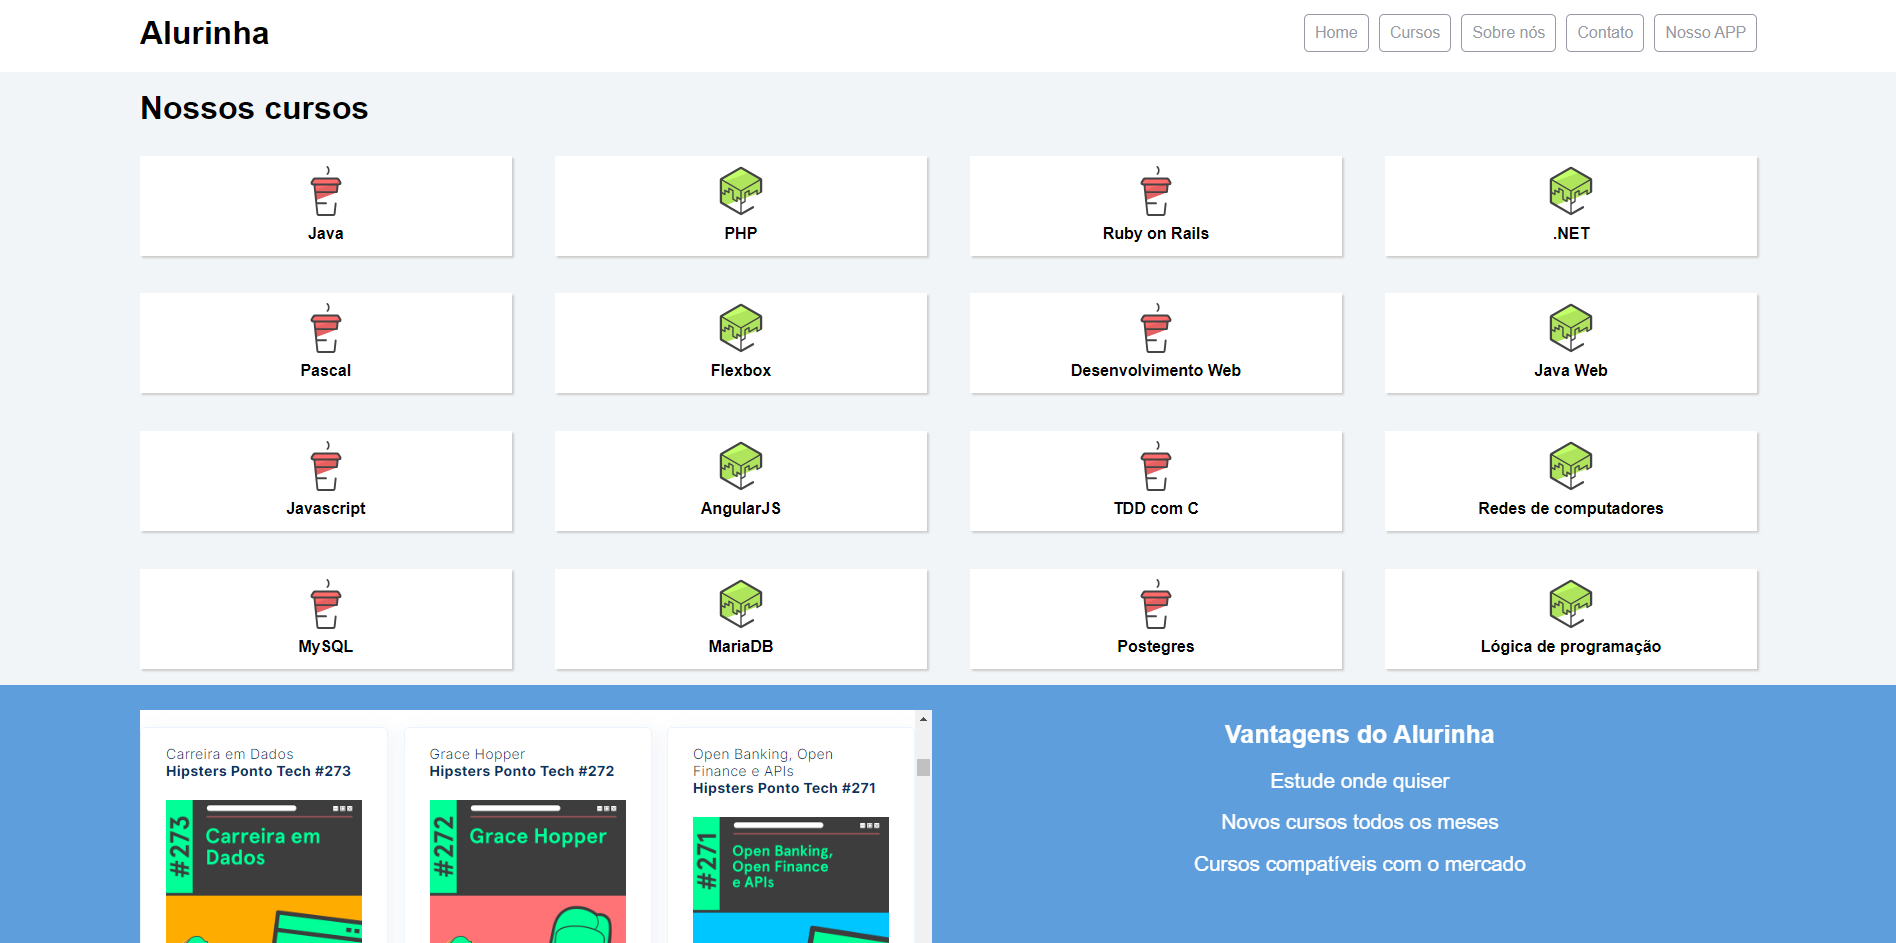 Alurinha
Home
Cursos
Sobre nós
Contato
Nosso APP
Nossos cursos
Java
PHP
Ruby on Rails
.NET
Pascal
Flexbox
Desenvolvimento Web
Java Web
Javascript
AngularJS
TDD com C
Redes de computadores
MySQL
MariaDB
Postegres
Lógica de programação
Carreira em Dados
Hipsters Ponto Tech #273
#273
Carreira em
Dados
Grace Hopper
Hipsters Ponto Tech #272
#272
Grace Hopper
Open Banking, Open
Finance e APIs
Hipsters Ponto Tech #271
#271
Open Banking,
Open Finance
e APIs
Vantagens do Alurinha
Estude onde quiser
Novos cursos todos os meses
Cursos compatíveis com o mercado